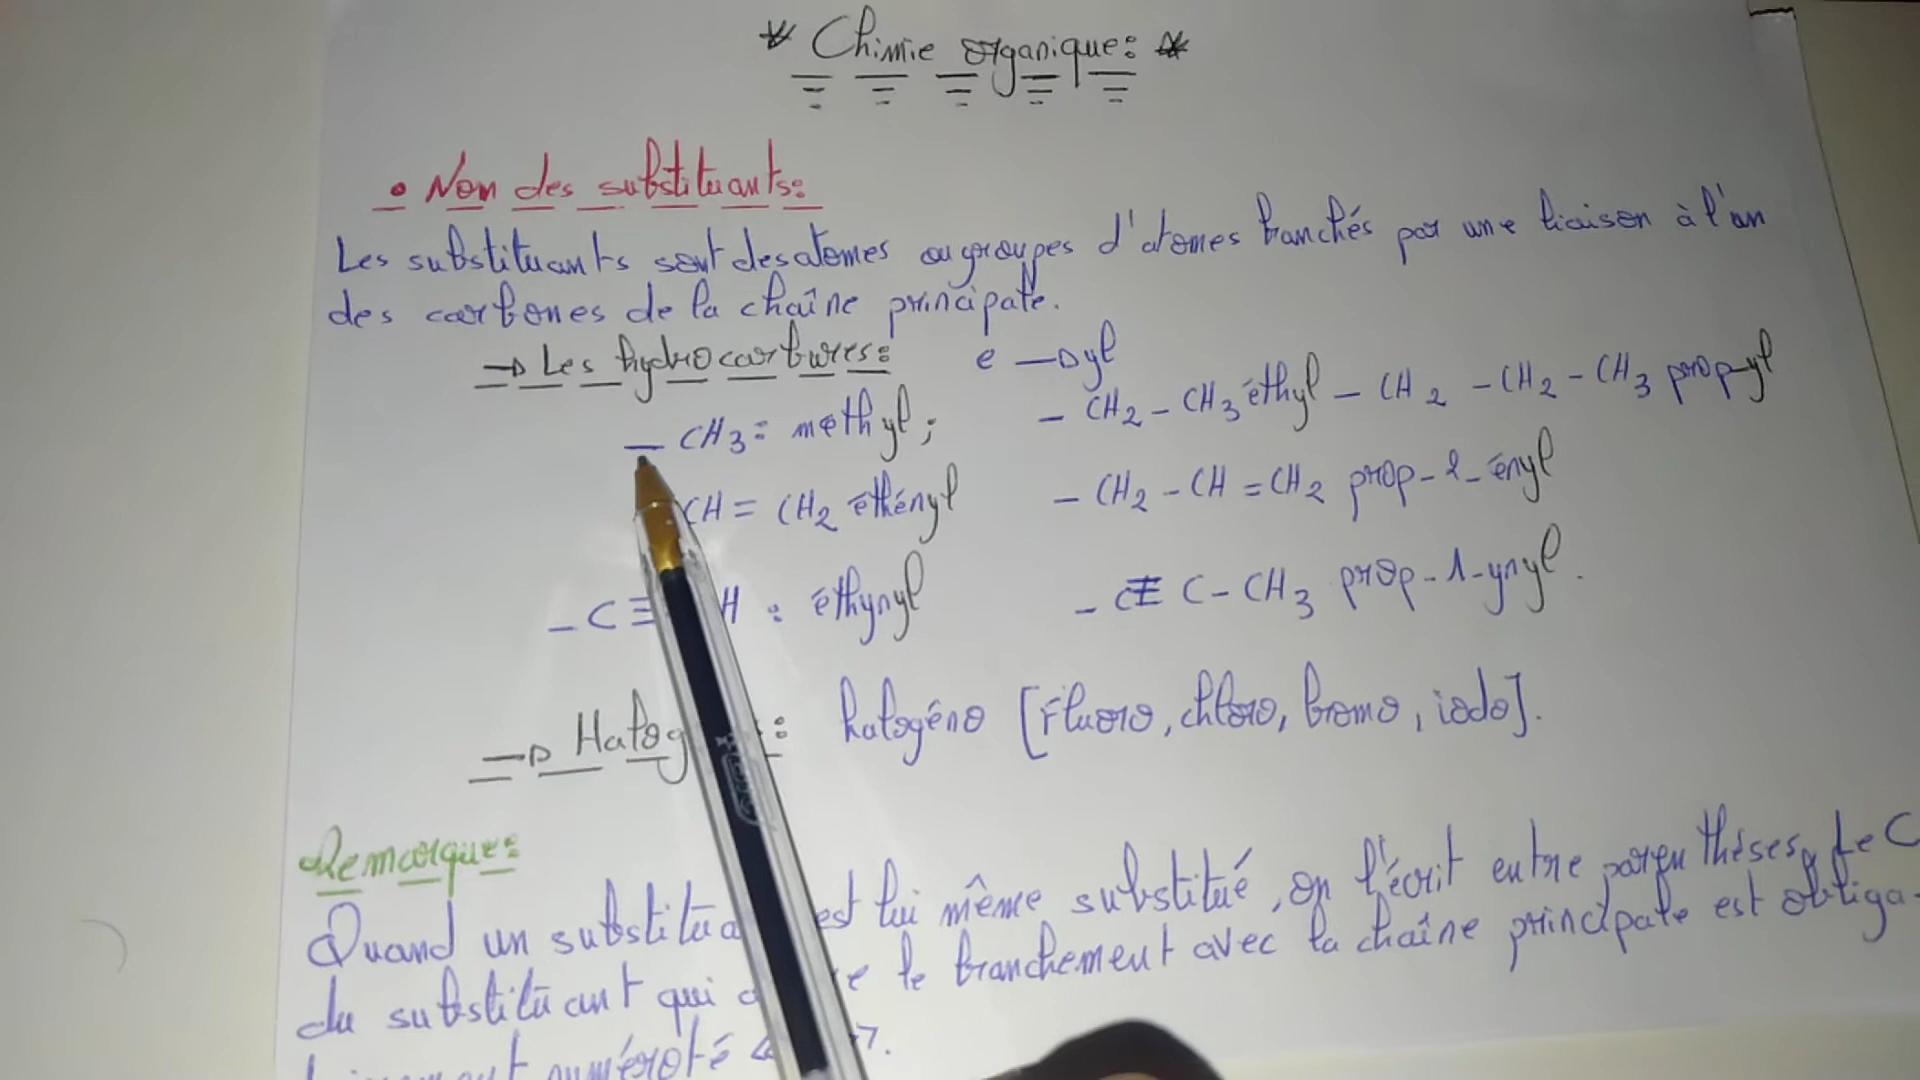 * Chimie organique: *
• Nom des substituants:
Les substituants sont des atomes ou groupes d'atomes branchés par une liaison à l'un
des carbones de la chaîne principale.
→ Les hydrocarbures: e → yl
- CH3 = méthyl; - CH2 - CH3 éthyl - CH2 - CH2 - CH3 prop-yl
CH = CH2 éthényl - CH2 - CH = CH2 prop-2-ényl
- C ≡ H : éthynyl - C ≡ C - CH3 prop-1-ynyl.
→ Halog : halogéno [Fluoro, chloro, bromo, iodo].
Remarque:
Quand un substitua est lui même substitué, on l'écrit entre parenthèses, Le C
du substituant qui le branchement avec la chaîne principale est obliga-
numéroté